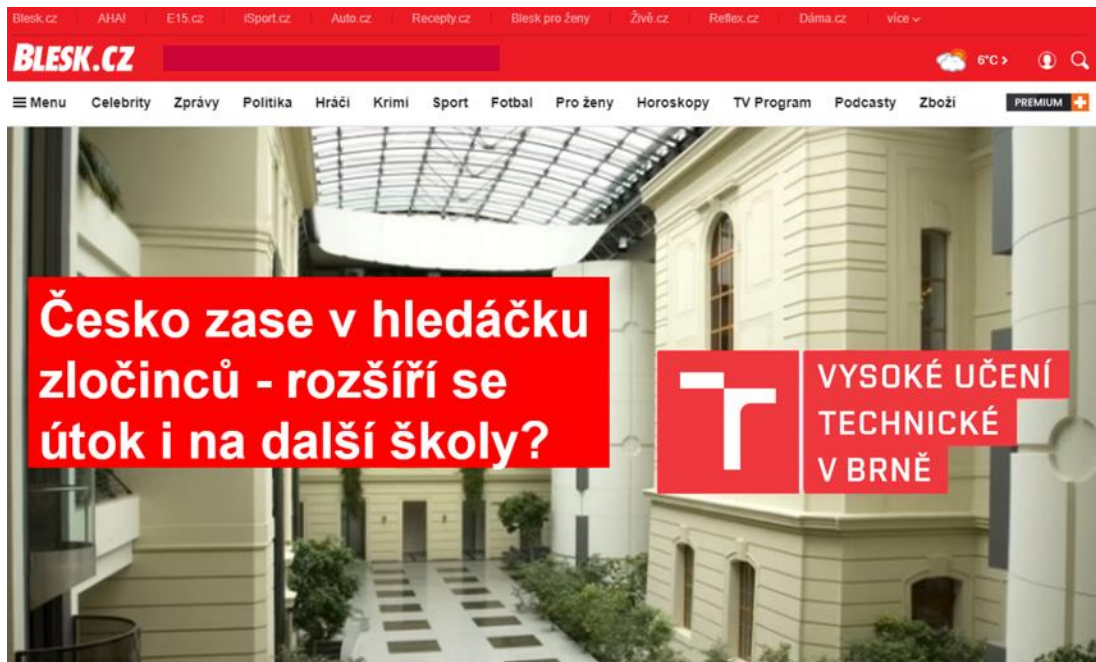 Blesk.cz AHA! E15.cz iSport.cz Auto.cz Recepty.cz Blesk pro ženy Živě.cz Reflex.cz Dáma.cz více
BLESK.CZ 6°C
Menu Celebrity Zprávy Politika Hráči Krimi Sport Fotbal Pro ženy Horoskopy TV Program Podcasty Zboží PREMIUM
Česko zase v hledáčku
zločinců - rozšíří se
útok i na další školy?
VYSOKÉ UČENÍ
TECHNICKÉ
V BRNĚ